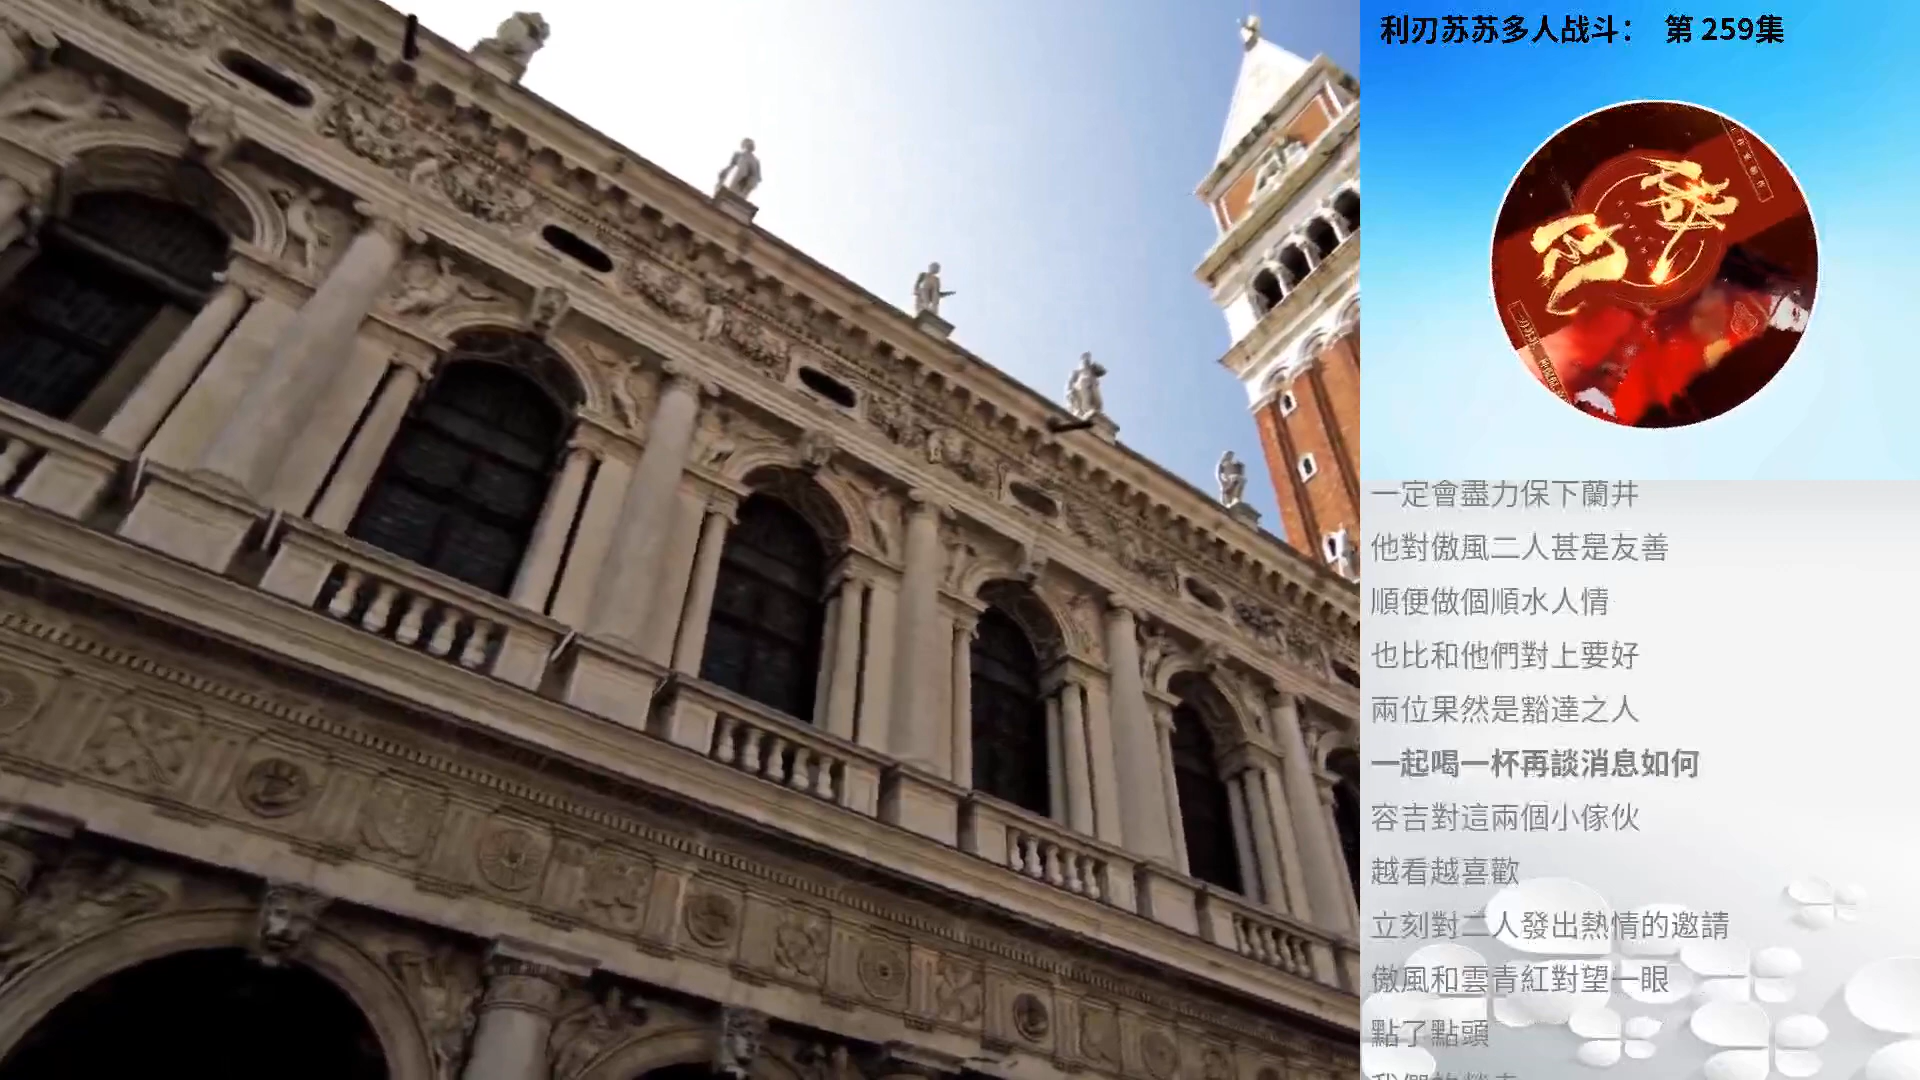 利刃苏苏多人战斗： 第 259集
一定會盡力保下蘭井
他對傲風二人甚是友善
順便做個順水人情
也比和他們對上要好
兩位果然是豁達之人
一起喝一杯再談消息如何
容吉對這兩個小傢伙
越看越喜歡
立刻對二人發出熱情的邀請
傲風和雲青紅對望一眼
點了點頭